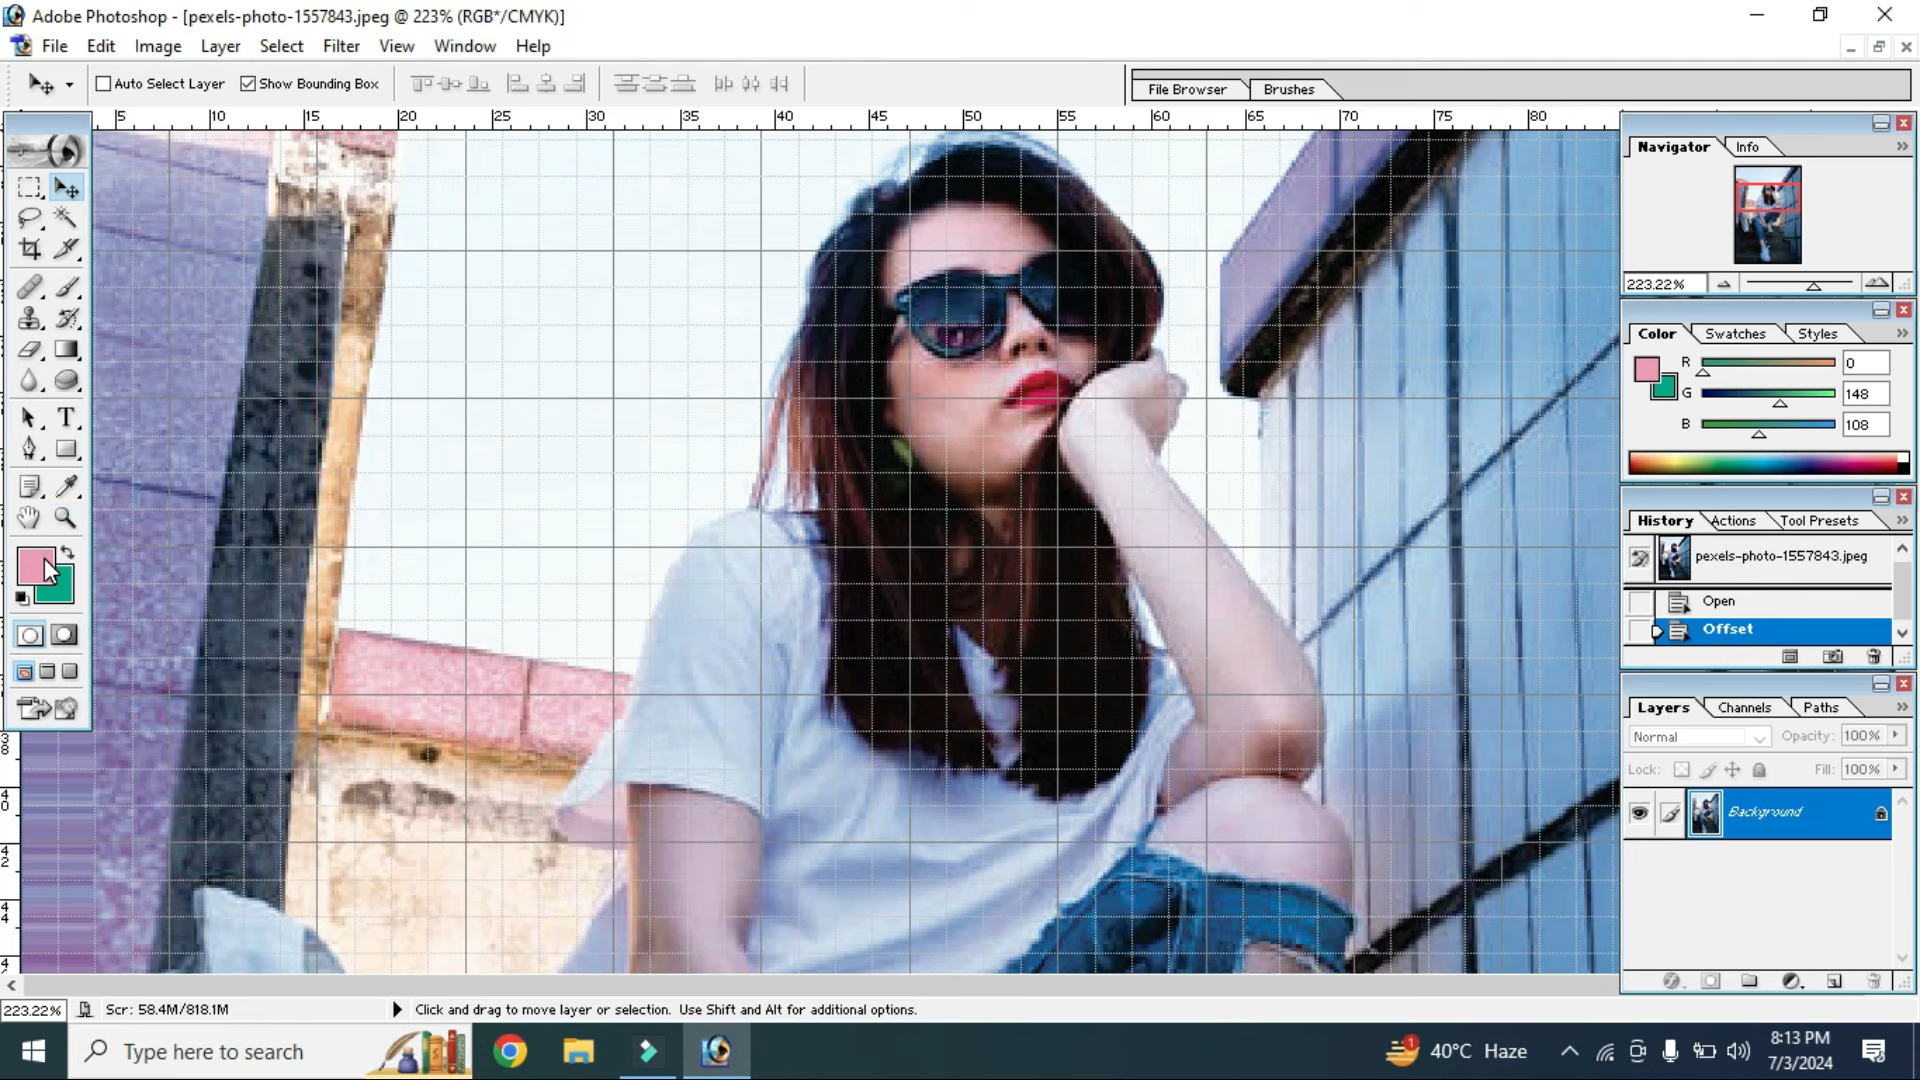 Adobe Photoshop - [pexels-photo-1557843.jpeg @ 223% (RGB*/CMYK)]
File Edit Image Layer Select Filter View Window Help
Auto Select Layer Show Bounding Box File Browser Brushes
5 10 15 20 25 30 35 40 45 50 55 60 65 70 75 80
Navigator Info
223.22%
Color Swatches Styles
R 0
G 148
B 108
History Actions Tool Presets
pexels-photo-1557843.jpeg
Open
Offset
Layers Channels Paths
Normal Opacity: 100%
Lock: Fill: 100%
Background
38
40
42
44
223.22% Scr: 58.4M/818.1M Click and drag to move layer or selection. Use Shift and Alt for additional options.
Type here to search 1 40°C Haze 8:13 PM
7/3/2024